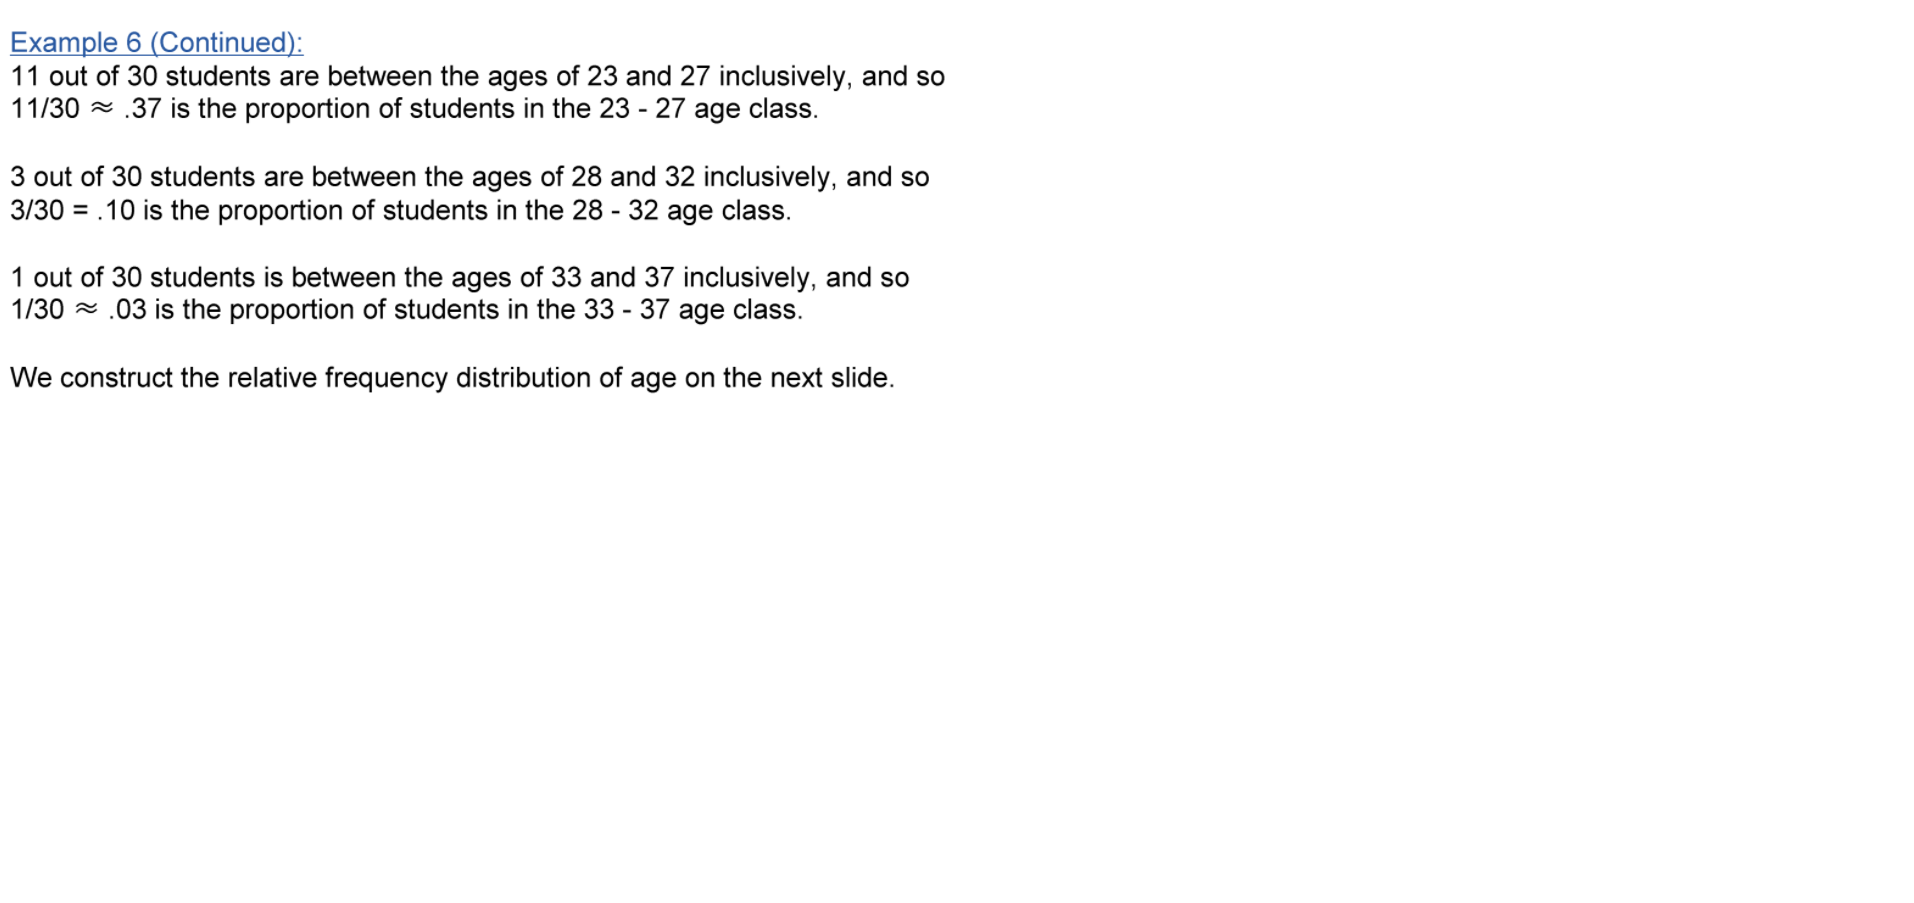 Example 6 (Continued):
11 out of 30 students are between the ages of 23 and 27 inclusively, and so
11/30 ≈ .37 is the proportion of students in the 23 - 27 age class.
3 out of 30 students are between the ages of 28 and 32 inclusively, and so
3/30 = .10 is the proportion of students in the 28 - 32 age class.
1 out of 30 students is between the ages of 33 and 37 inclusively, and so
1/30 ≈ .03 is the proportion of students in the 33 - 37 age class.
We construct the relative frequency distribution of age on the next slide.